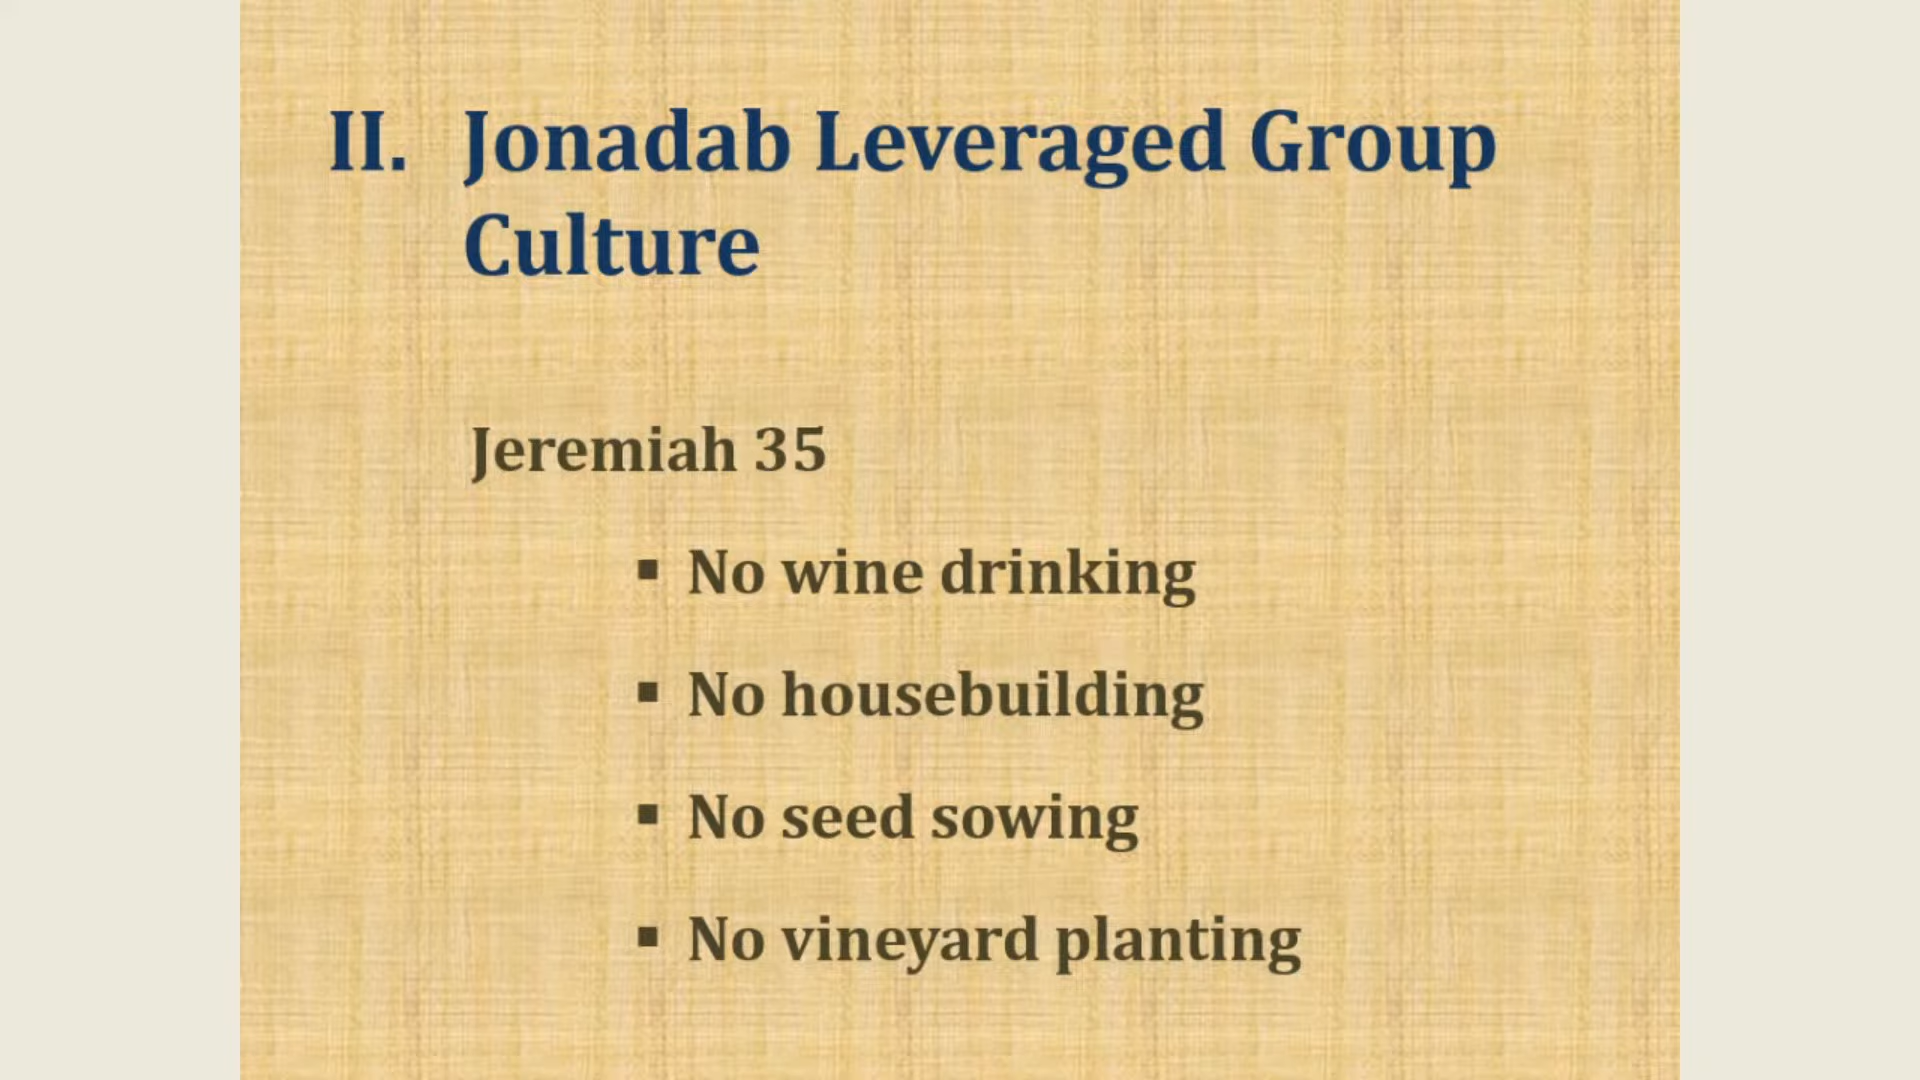 II. Jonadab Leveraged Group
Culture
Jeremiah 35
▪ No wine drinking
▪ No housebuilding
▪ No seed sowing
▪ No vineyard planting